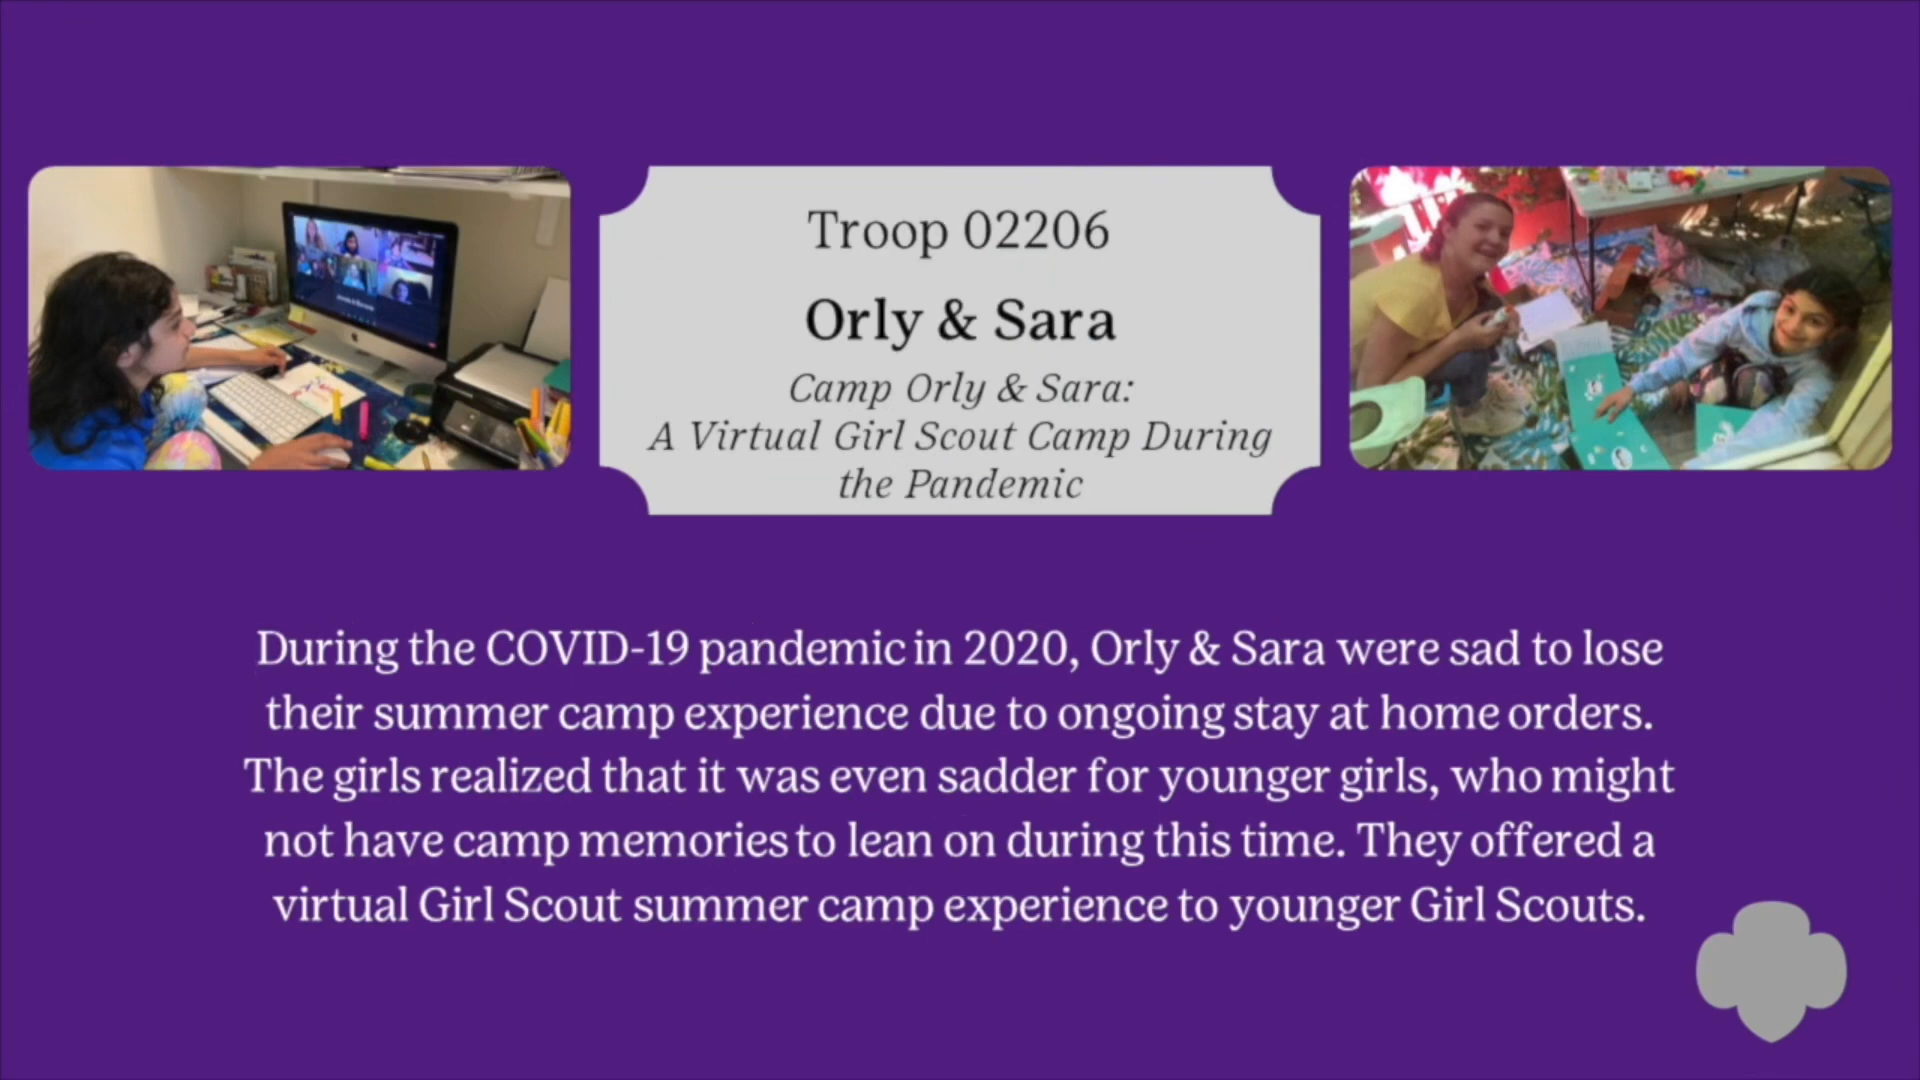 Troop 02206
Orly & Sara
Camp Orly & Sara:
A Virtual Girl Scout Camp During
the Pandemic
During the COVID-19 pandemic in 2020, Orly & Sara were sad to lose
their summer camp experience due to ongoing stay at home orders.
The girls realized that it was even sadder for younger girls, who might
not have camp memories to lean on during this time. They offered a
virtual Girl Scout summer camp experience to younger Girl Scouts.